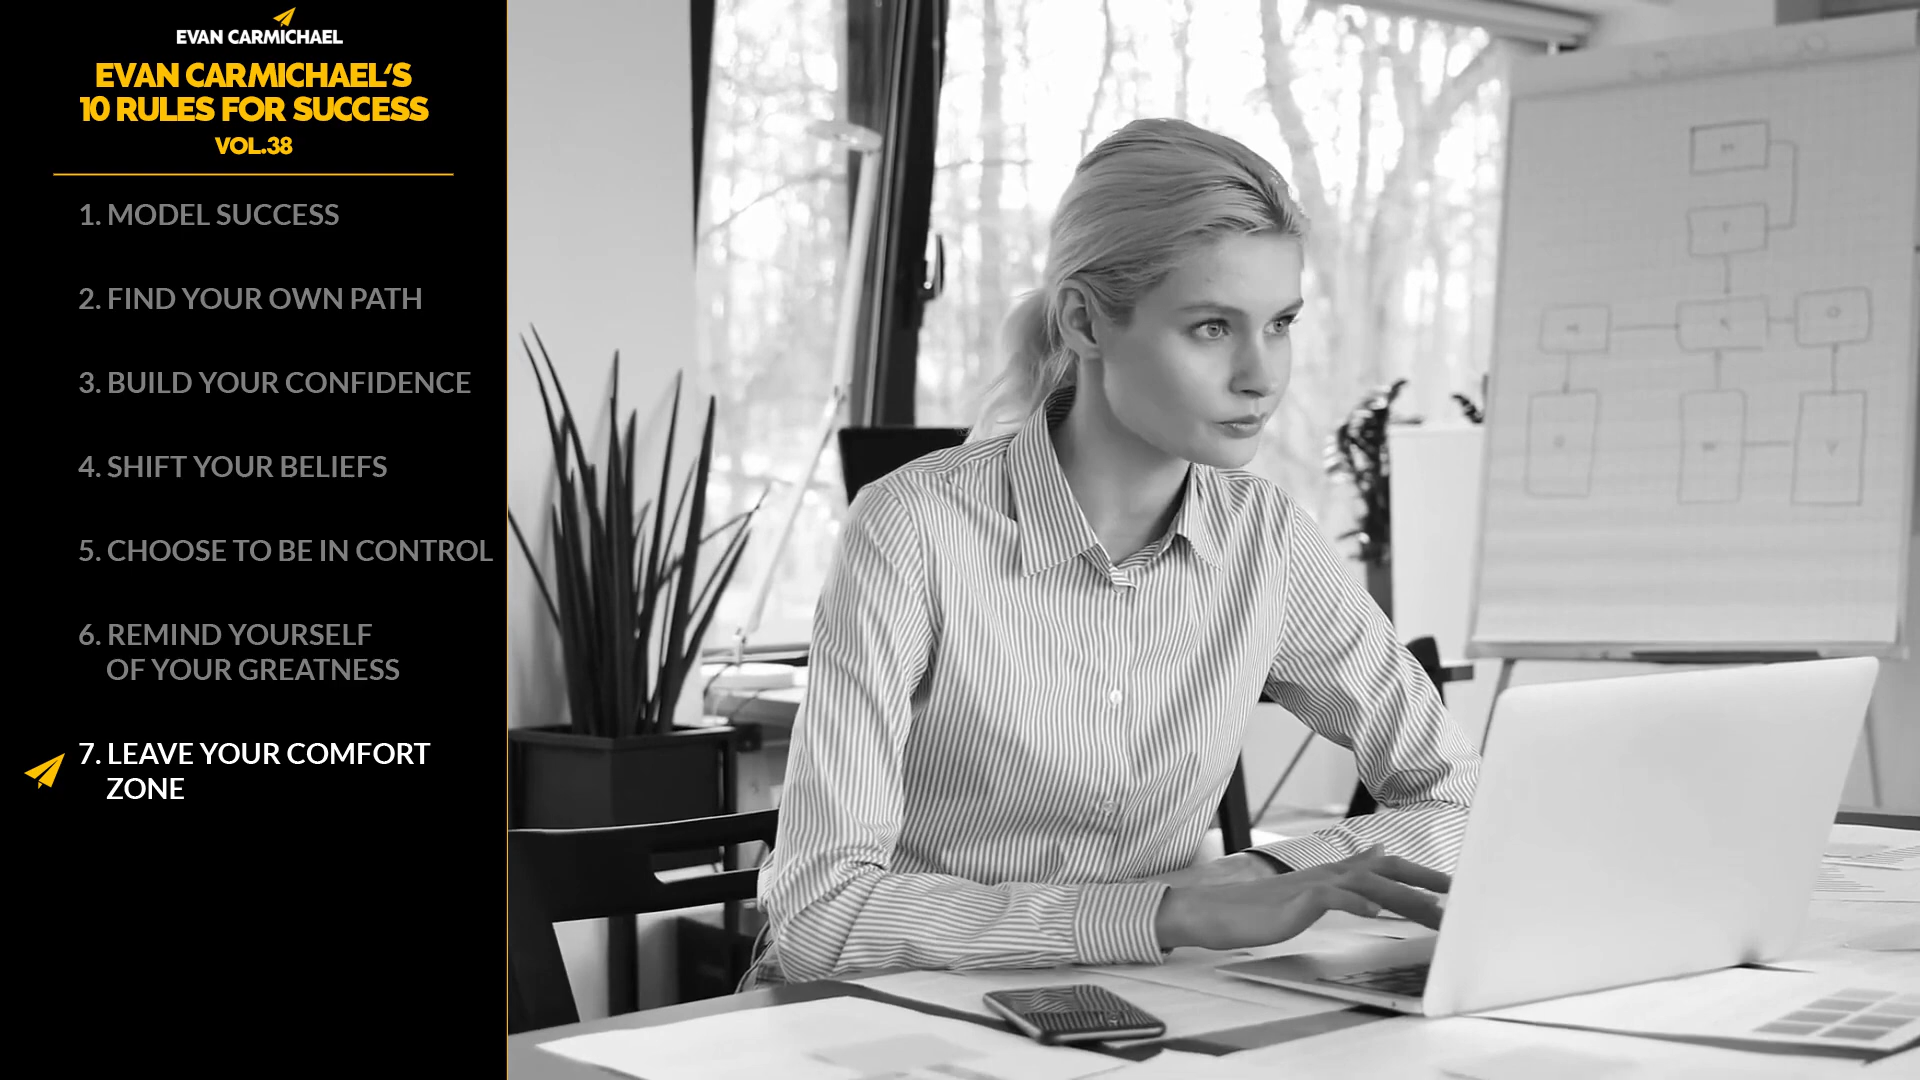 EVAN CARMICHAEL
EVAN CARMICHAEL'S
10 RULES FOR SUCCESS
VOL.38
1. MODEL SUCCESS
2. FIND YOUR OWN PATH
3. BUILD YOUR CONFIDENCE
4. SHIFT YOUR BELIEFS
5. CHOOSE TO BE IN CONTROL
6. REMIND YOURSELF
OF YOUR GREATNESS
7. LEAVE YOUR COMFORT
ZONE